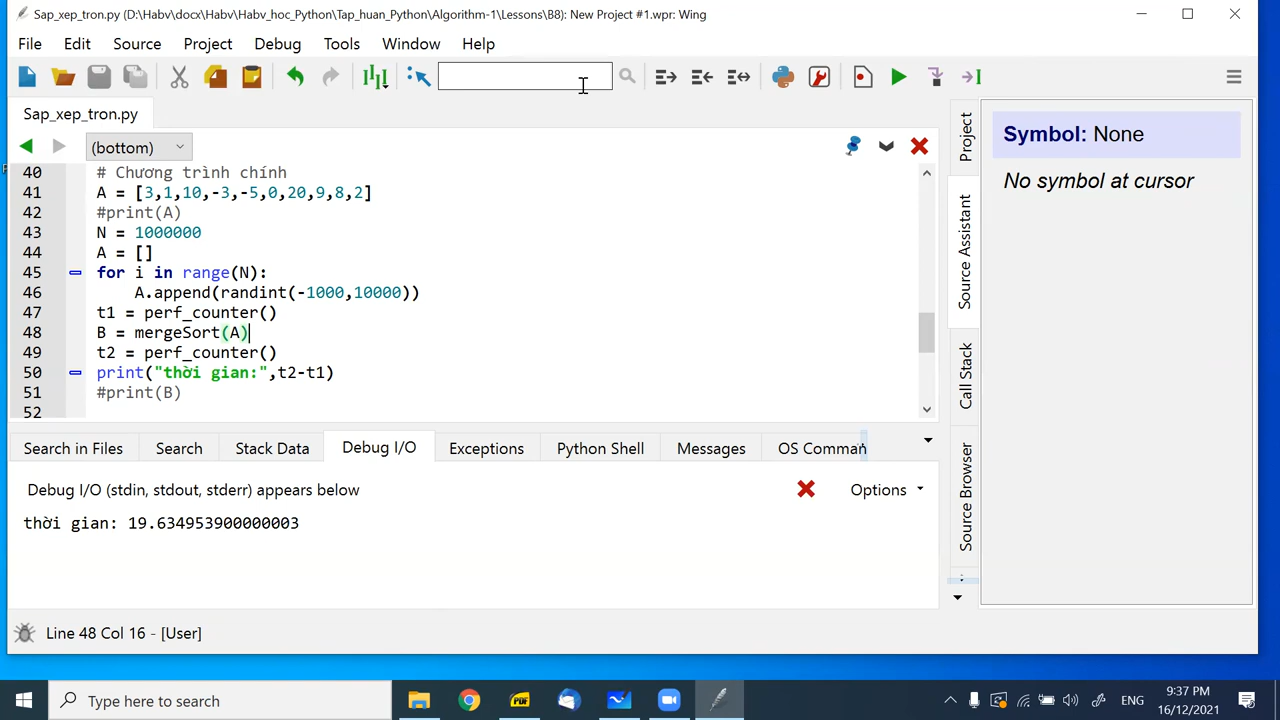 Sap_xep_tron.py (D:\Habv\docx\Habv\Habv_hoc_Python\Tap_huan_Python\Algorithm-1\Lessons\B8): New Project #1.wpr: Wing
File Edit Source Project Debug Tools Window Help
Sap_xep_tron.py
(bottom)
40 # Chương trình chính
41 A = [3,1,10,-3,-5,0,20,9,8,2]
42 #print(A)
43 N = 1000000
44 A = []
45 for i in range(N):
46 A.append(randint(-1000,10000))
47 t1 = perf_counter()
48 B = mergeSort(A)
49 t2 = perf_counter()
50 print("thời gian:",t2-t1)
51 #print(B)
52
Project
Source Assistant
Call Stack
Source Browser
Symbol: None
No symbol at cursor
Search in Files Search Stack Data Debug I/O Exceptions Python Shell Messages OS Comman
Debug I/O (stdin, stdout, stderr) appears below
Options
thời gian: 19.634953900000003
Line 48 Col 16 - [User]
Type here to search
PDF
ENG
9:37 PM
16/12/2021